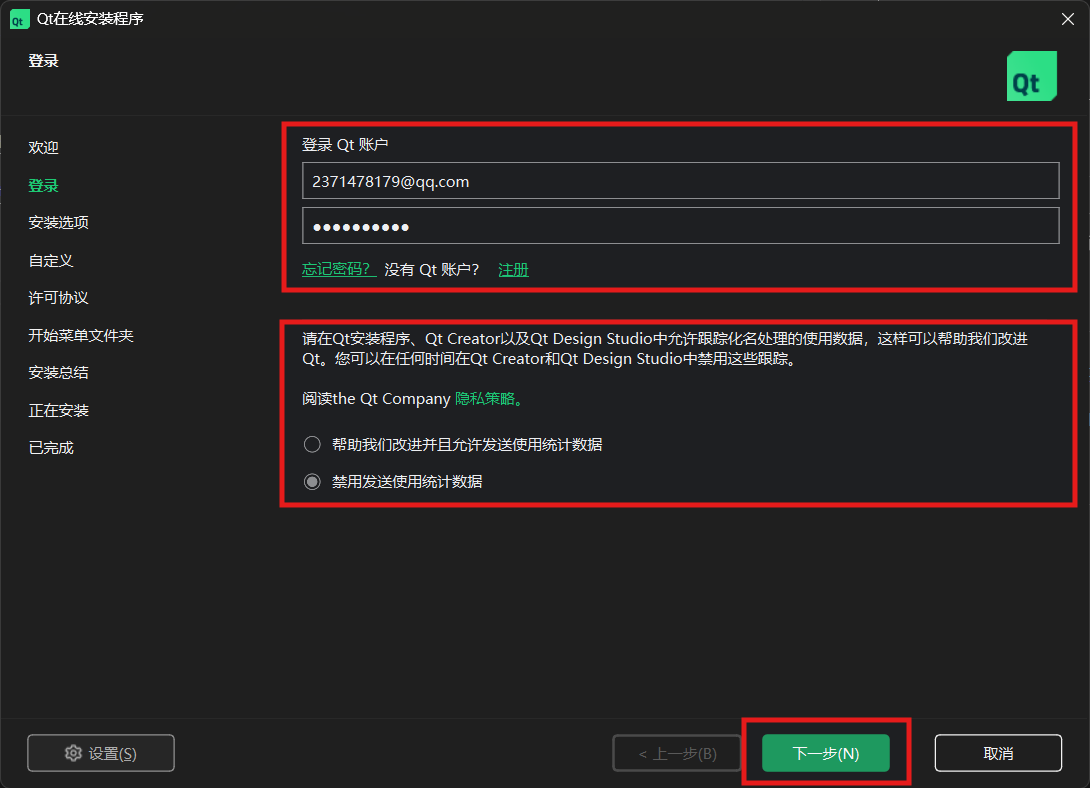 Qt在线安装程序
登录
Qt
欢迎
登录
安装选项
自定义
许可协议
开始菜单文件夹
安装总结
正在安装
已完成
登录 Qt 账户
2371478179@qq.com
●●●●●●●●●●
忘记密码？ 没有 Qt 账户？ 注册
请在Qt安装程序、Qt Creator以及Qt Design Studio中允许跟踪化名处理的使用数据，这样可以帮助我们改进
Qt。您可以在任何时间在Qt Creator和Qt Design Studio中禁用这些跟踪。
阅读the Qt Company 隐私策略。
帮助我们改进并且允许发送使用统计数据
禁用发送使用统计数据
设置(S)
< 上一步(B)
下一步(N)
取消